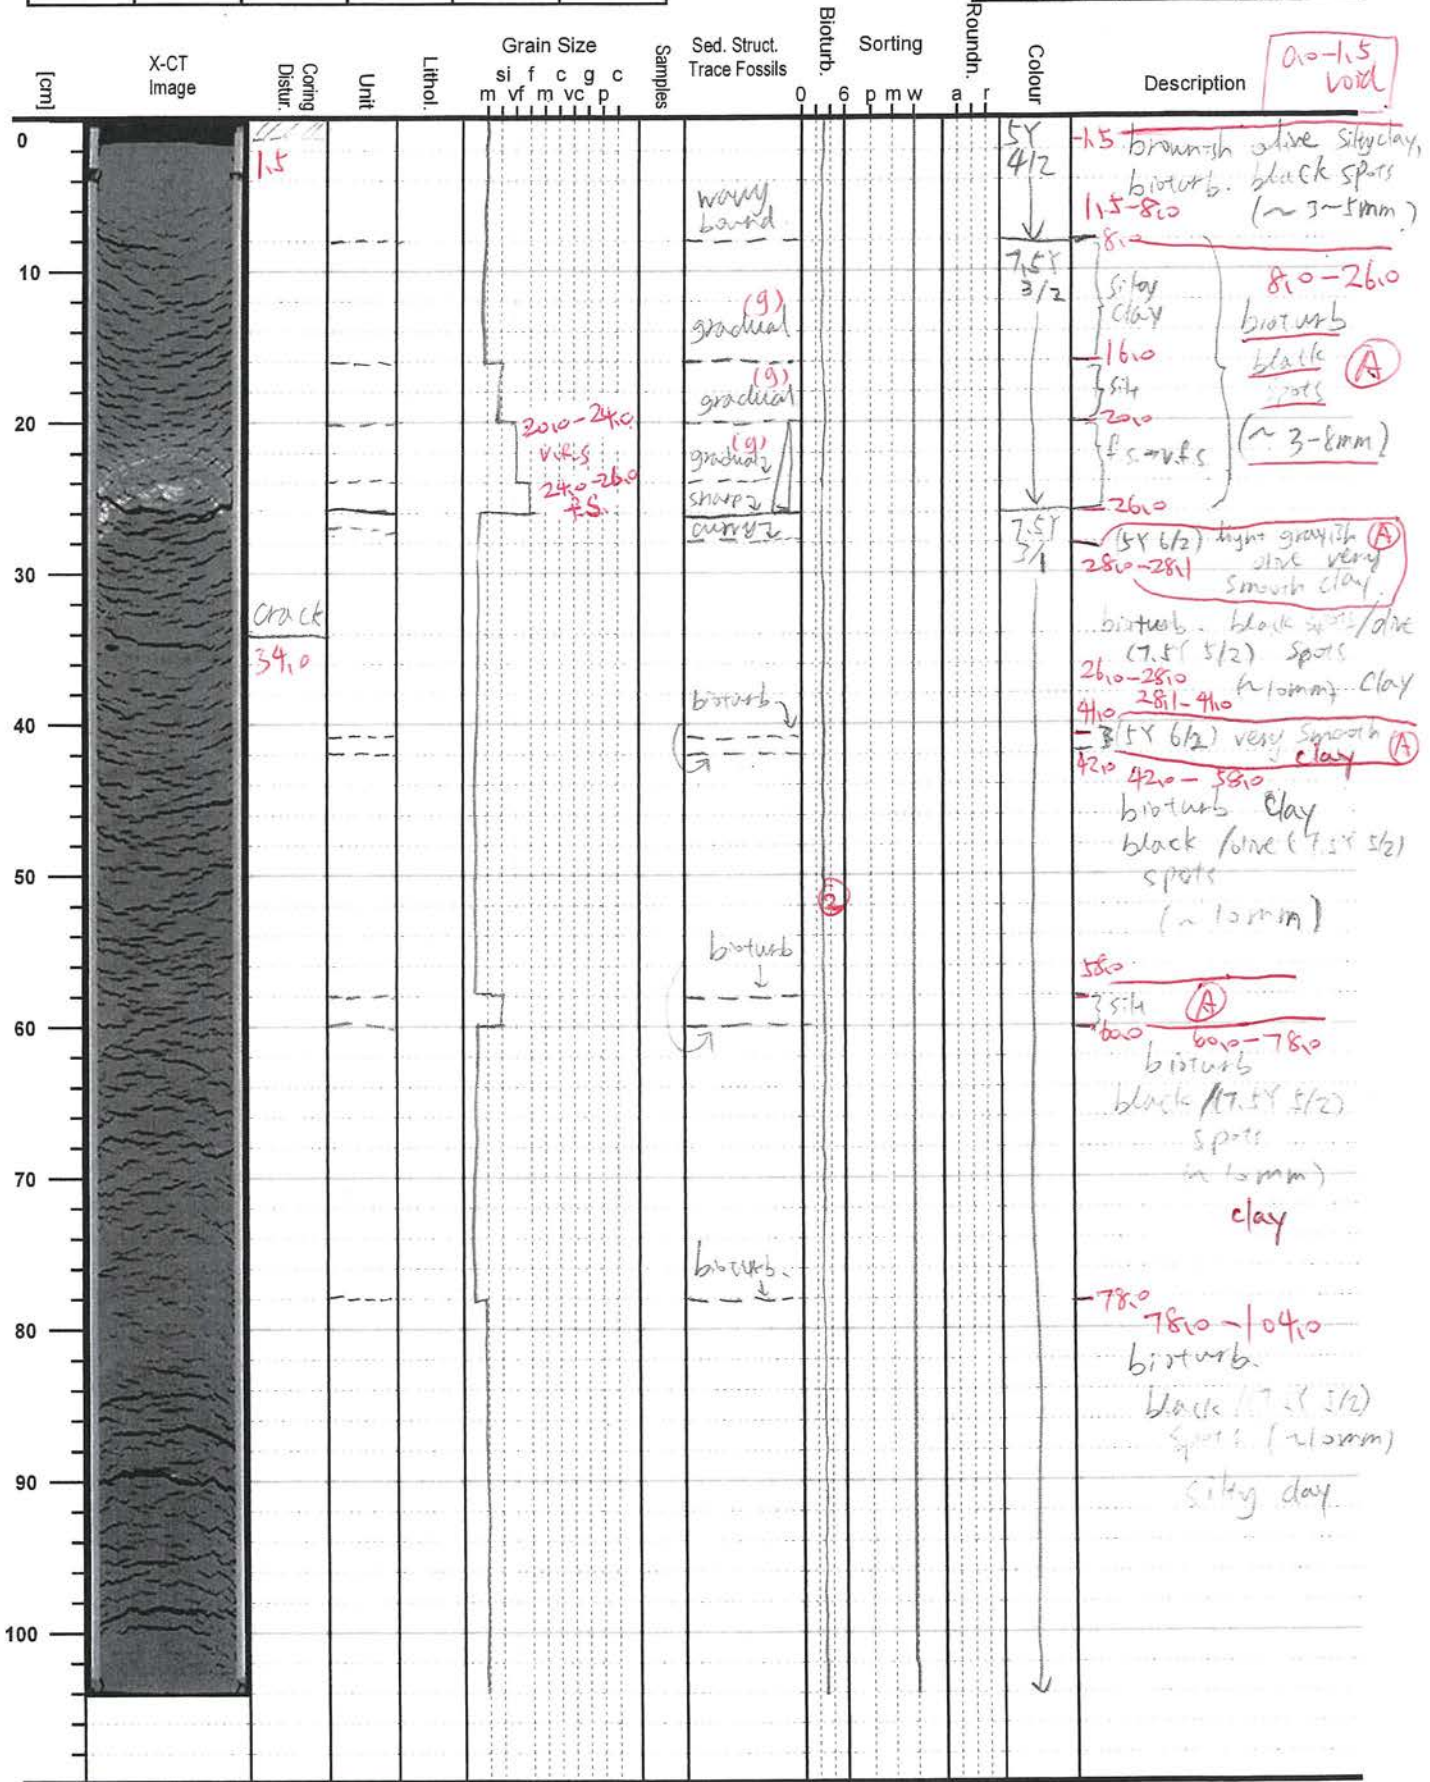 [cm]
X-CT
Image
Coring
Distur.
Unit
Lithol.
Grain Size
si f c g c
m vf m vc p
Samples
Sed. Struct.
Trace Fossils
Bioturb.
0 6
Sorting
p m w
Roundn.
a r
Colour
Description
0.0-1.5
void
0
10
20
30
40
50
60
70
80
90
100
1.5
crack
34.0
20.0-24.0
v.f.s
24.0-26.0
f.s.
wavy
bound.
(g)
gradual
(g)
gradual
(g)
gradual
sharp
bioturb
bioturb
bioturb.
2
5Y
4/2
7.5Y
3/2
7.5Y
3/1
1.5 brownish olive silty clay,
bioturb. black spots
1.5-8.0 (~3-5mm)
8.0
silty
clay
8.0-26.0
bioturb
black
spots
(~3-8mm)
A
16.0
silt
20.0
f.s-v.f.s
26.0
(5Y 6/2) light grayish A
28.0-28.1 olive very
smooth clay.
bioturb. black spots/olive
(7.5Y 5/2) spots
26.0-28.0 (~10mm) clay
28.1-41.0
41.0
(5Y 6/2) very smooth A
clay
42.0 42.0-58.0
bioturb clay
black/olive (7.5Y 5/2)
spots
(~10mm)
58.0
silt A
60.0 60.0-78.0
bioturb
black/(7.5Y 5/2)
spots
(~10mm)
clay
78.0
78.0-104.0
bioturb.
black/(7.5Y 5/2)
spots (~10mm)
silty clay